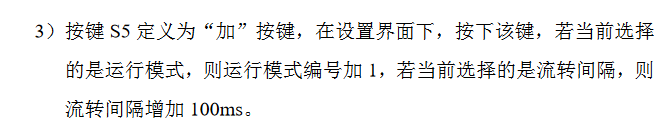 3）按键 S5 定义为“加”按键，在设置界面下，按下该键，若当前选择
的是运行模式，则运行模式编号加 1，若当前选择的是流转间隔，则
流转间隔增加 100ms。